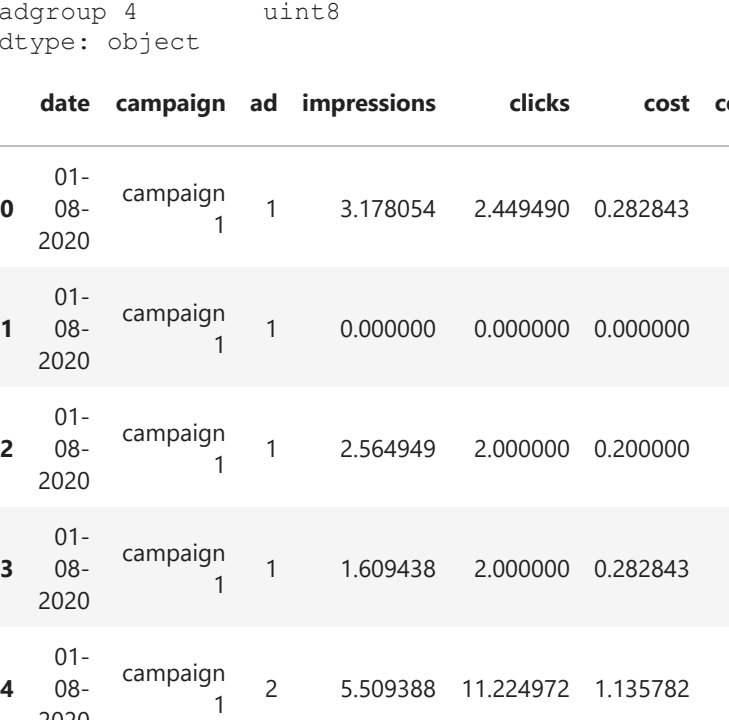 adgroup 4 uint8
dtype: object
date campaign ad impressions clicks cost
0 01-08-2020 campaign 1 1 3.178054 2.449490 0.282843
1 01-08-2020 campaign 1 1 0.000000 0.000000 0.000000
2 01-08-2020 campaign 1 1 2.564949 2.000000 0.200000
3 01-08-2020 campaign 1 1 1.609438 2.000000 0.282843
4 01-08-2020 campaign 1 2 5.509388 11.224972 1.135782